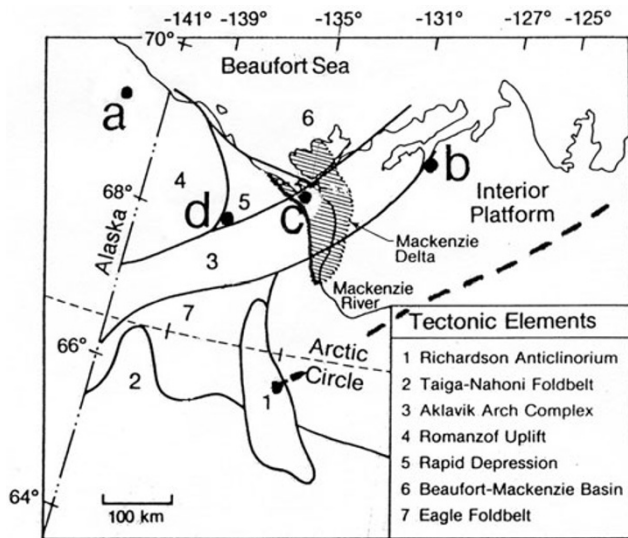 -141° -139° -135° -131° -127° -125°
70°
Beaufort Sea
a
6
b
4
68°
5
d
c
Interior
Platform
Alaska
3
Mackenzie
Delta
Mackenzie
River
7
66°
Arctic
Circle
2
1
64°
100 km
Tectonic Elements
1 Richardson Anticlinorium
2 Taiga-Nahoni Foldbelt
3 Aklavik Arch Complex
4 Romanzof Uplift
5 Rapid Depression
6 Beaufort-Mackenzie Basin
7 Eagle Foldbelt